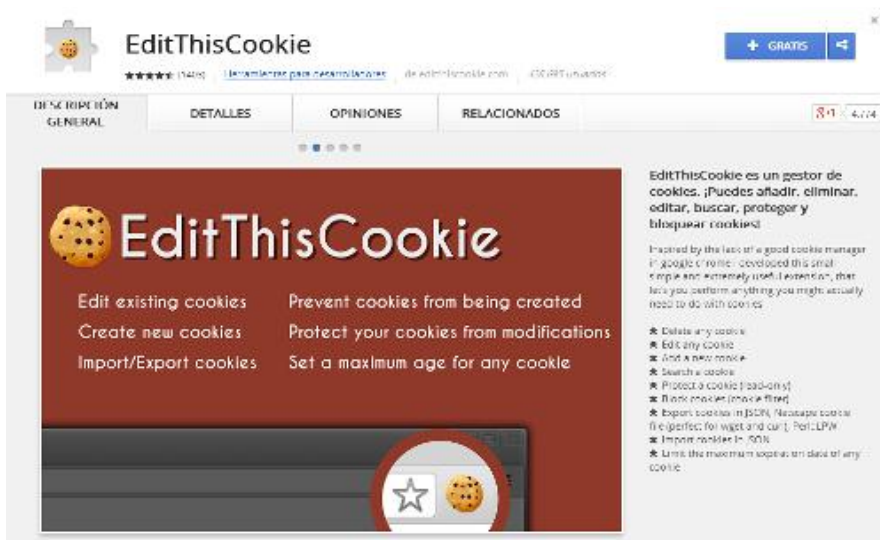 EditThisCookie
Herramientas para desarrolladores
de editthiscookie.com
usuarios
+ GRATIS
DESCRIPCIÓN GENERAL
DETALLES
OPINIONES
RELACIONADOS
EditThisCookie
Edit existing cookies
Prevent cookies from being created
Create new cookies
Protect your cookies from modifications
Import/Export cookies
Set a maximum age for any cookie
EditThisCookie es un gestor de
cookies. ¡Puedes añadir, eliminar,
editar, buscar, proteger y
bloquear cookies!
Inspired by the lack of a good cookie manager
in google chrome i developed this small
simple and extremely useful extension, that
let's you perform anything you might actually
need to do with cookies
★ Delete any cookie
★ Edit any cookie
★ Add a new cookie
★ Search a cookie
★ Protect a cookie (read-only)
★ Block cookies (cookie filter)
★ Export cookies in JSON, Netscape cookie
file (perfect for wget and curl), Perl::LPW
★ Import cookies in JSON
★ Limit the maximum expiration date of any
cookie